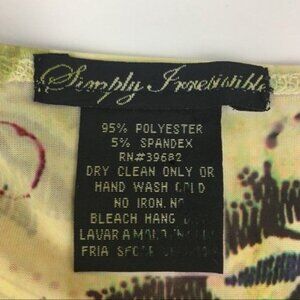 Simply Irresistible
95% POLYESTER
5% SPANDEX
RN#39682
DRY CLEAN ONLY OR
HAND WASH COLD
NO IRON. NO
BLEACH HANG
LAVAR A
FRIA